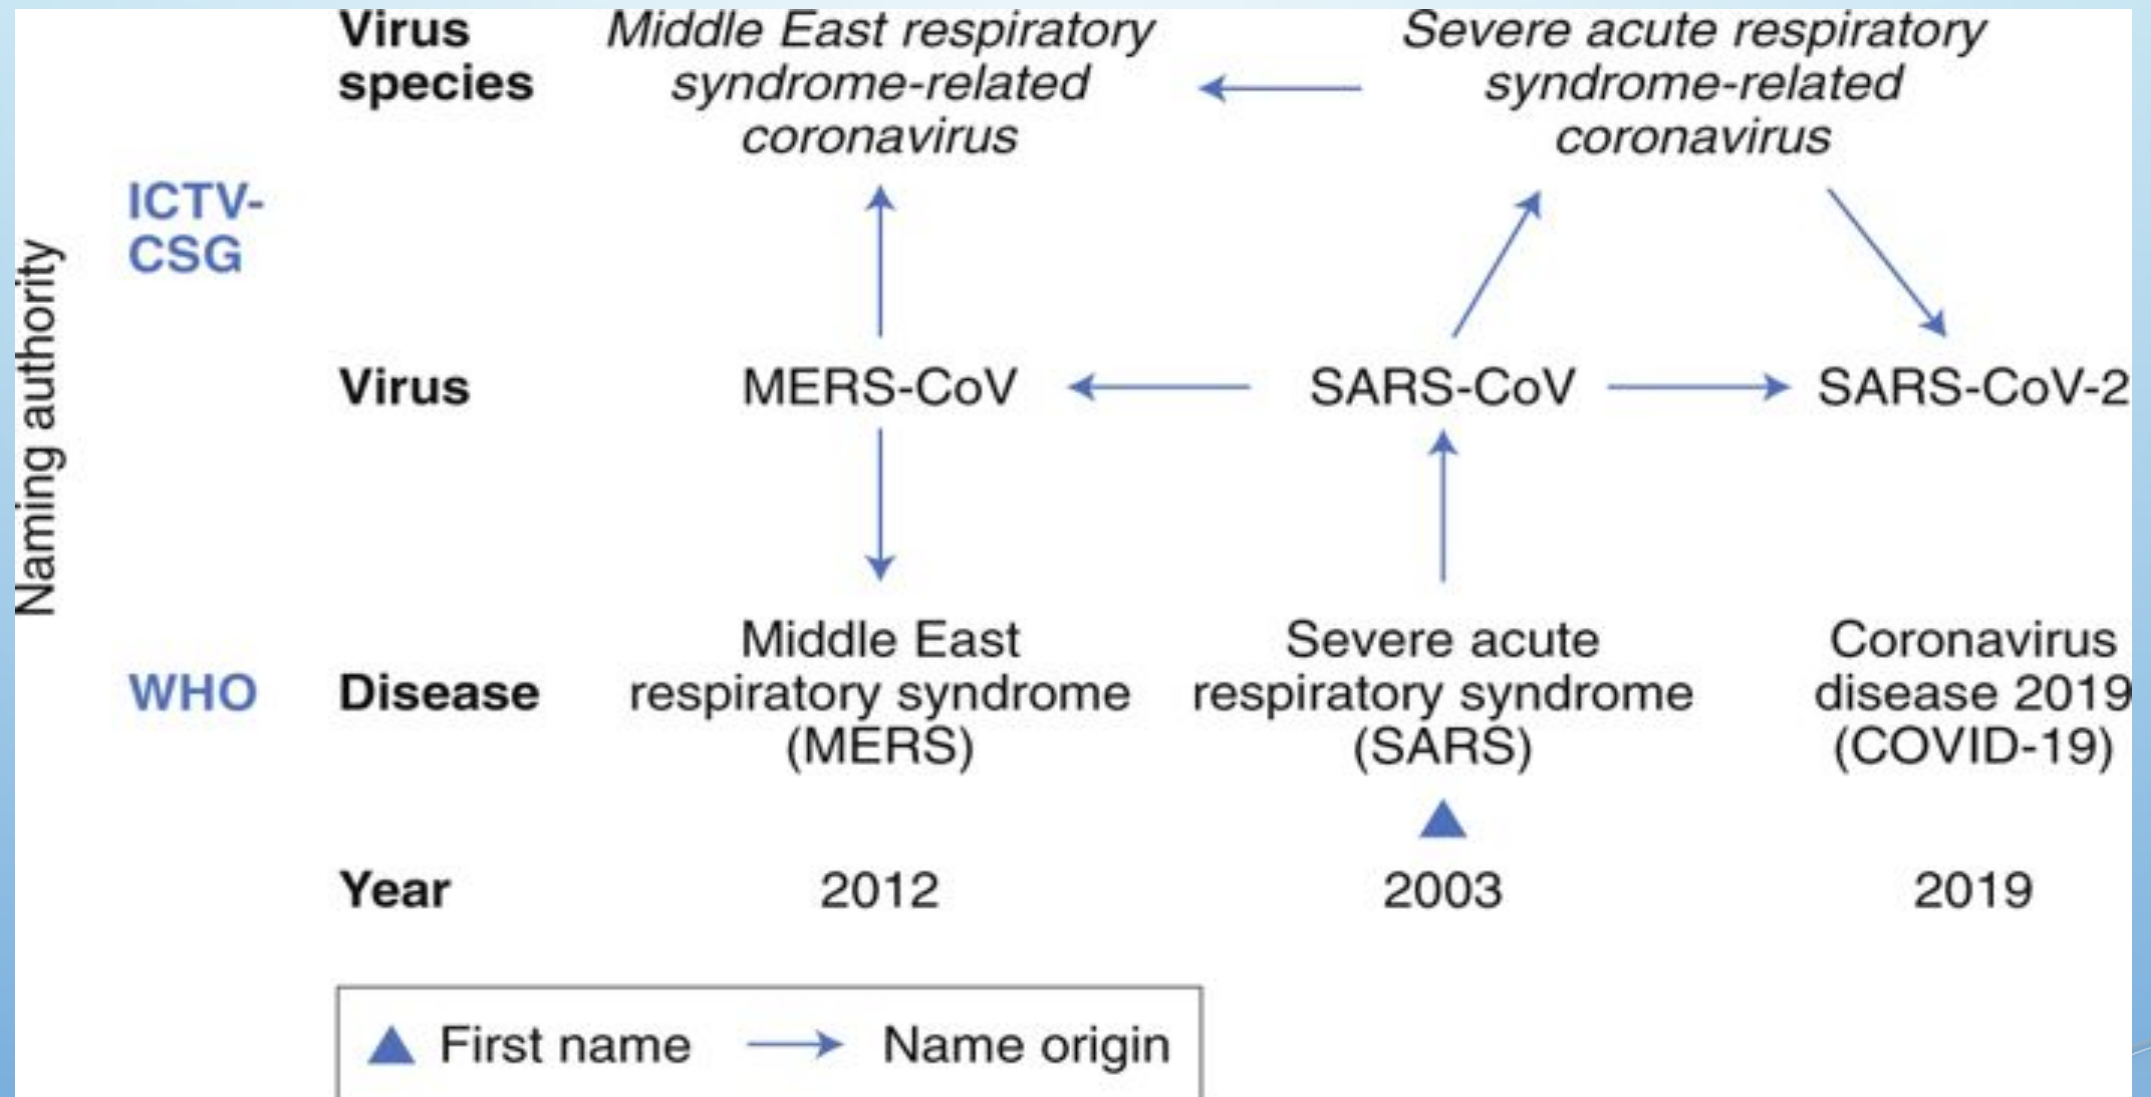 Virus
species
Middle East respiratory
syndrome-related
coronavirus
Severe acute respiratory
syndrome-related
coronavirus
Naming authority
ICTV-
CSG
Virus
MERS-CoV
SARS-CoV
SARS-CoV-2
WHO
Disease
Middle East
respiratory syndrome
(MERS)
Severe acute
respiratory syndrome
(SARS)
Coronavirus
disease 2019
(COVID-19)
Year
2012
2003
2019
First name
Name origin